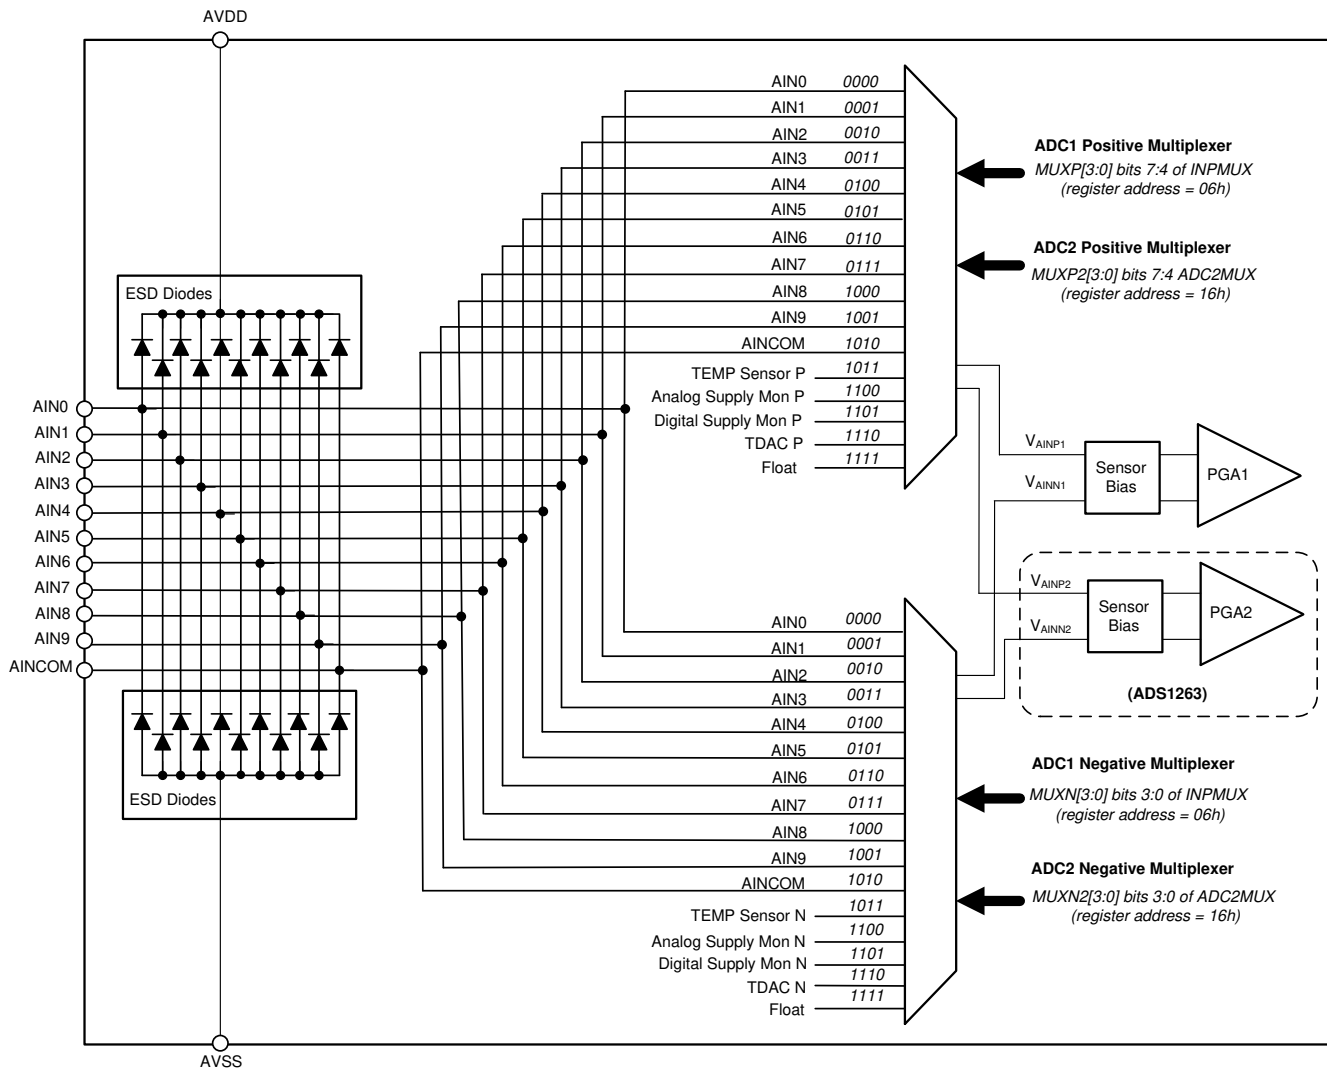 AVDD
AIN0 0000
AIN1 0001
AIN2 0010
AIN3 0011
AIN4 0100
AIN5 0101
AIN6 0110
AIN7 0111
AIN8 1000
AIN9 1001
AINCOM 1010
TEMP Sensor P 1011
Analog Supply Mon P 1100
Digital Supply Mon P 1101
TDAC P 1110
Float 1111
ADC1 Positive Multiplexer
MUXP[3:0] bits 7:4 of INPMUX
(register address = 06h)
ADC2 Positive Multiplexer
MUXP2[3:0] bits 7:4 ADC2MUX
(register address = 16h)
ESD Diodes
AIN0
AIN1
AIN2
AIN3
AIN4
AIN5
AIN6
AIN7
AIN8
AIN9
AINCOM
ESD Diodes
VAINP1
VAINN1
Sensor
Bias
PGA1
VAINP2
VAINN2
Sensor
Bias
PGA2
(ADS1263)
AIN0 0000
AIN1 0001
AIN2 0010
AIN3 0011
AIN4 0100
AIN5 0101
AIN6 0110
AIN7 0111
AIN8 1000
AIN9 1001
AINCOM 1010
TEMP Sensor N 1011
Analog Supply Mon N 1100
Digital Supply Mon N 1101
TDAC N 1110
Float 1111
ADC1 Negative Multiplexer
MUXN[3:0] bits 3:0 of INPMUX
(register address = 06h)
ADC2 Negative Multiplexer
MUXN2[3:0] bits 3:0 of ADC2MUX
(register address = 16h)
AVSS